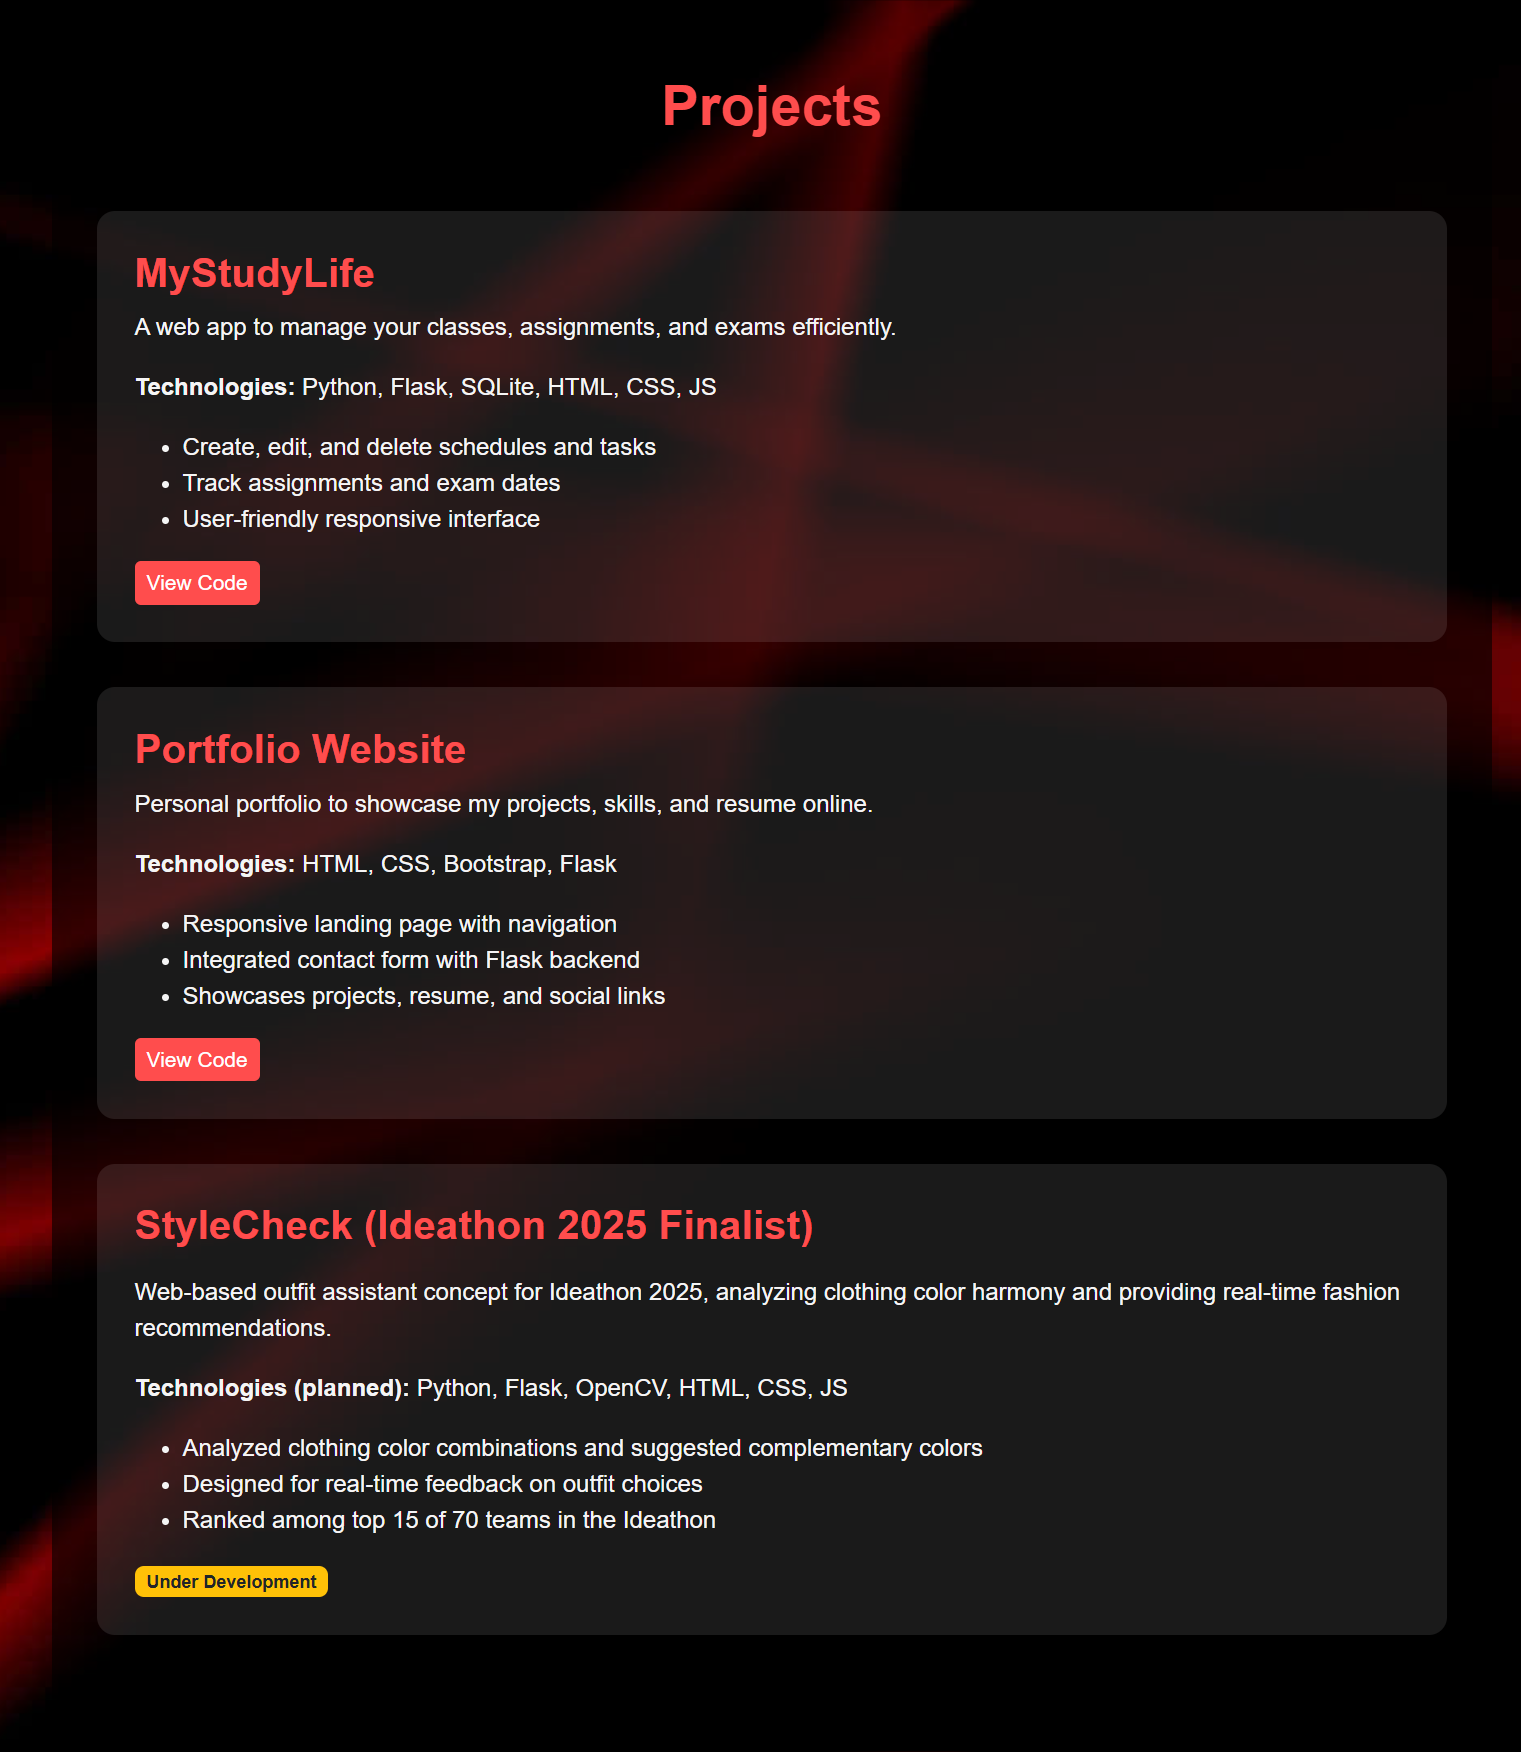 Projects
MyStudyLife
A web app to manage your classes, assignments, and exams efficiently.
Technologies: Python, Flask, SQLite, HTML, CSS, JS
• Create, edit, and delete schedules and tasks
• Track assignments and exam dates
• User-friendly responsive interface
View Code
Portfolio Website
Personal portfolio to showcase my projects, skills, and resume online.
Technologies: HTML, CSS, Bootstrap, Flask
• Responsive landing page with navigation
• Integrated contact form with Flask backend
• Showcases projects, resume, and social links
View Code
StyleCheck (Ideathon 2025 Finalist)
Web-based outfit assistant concept for Ideathon 2025, analyzing clothing color harmony and providing real-time fashion
recommendations.
Technologies (planned): Python, Flask, OpenCV, HTML, CSS, JS
• Analyzed clothing color combinations and suggested complementary colors
• Designed for real-time feedback on outfit choices
• Ranked among top 15 of 70 teams in the Ideathon
Under Development